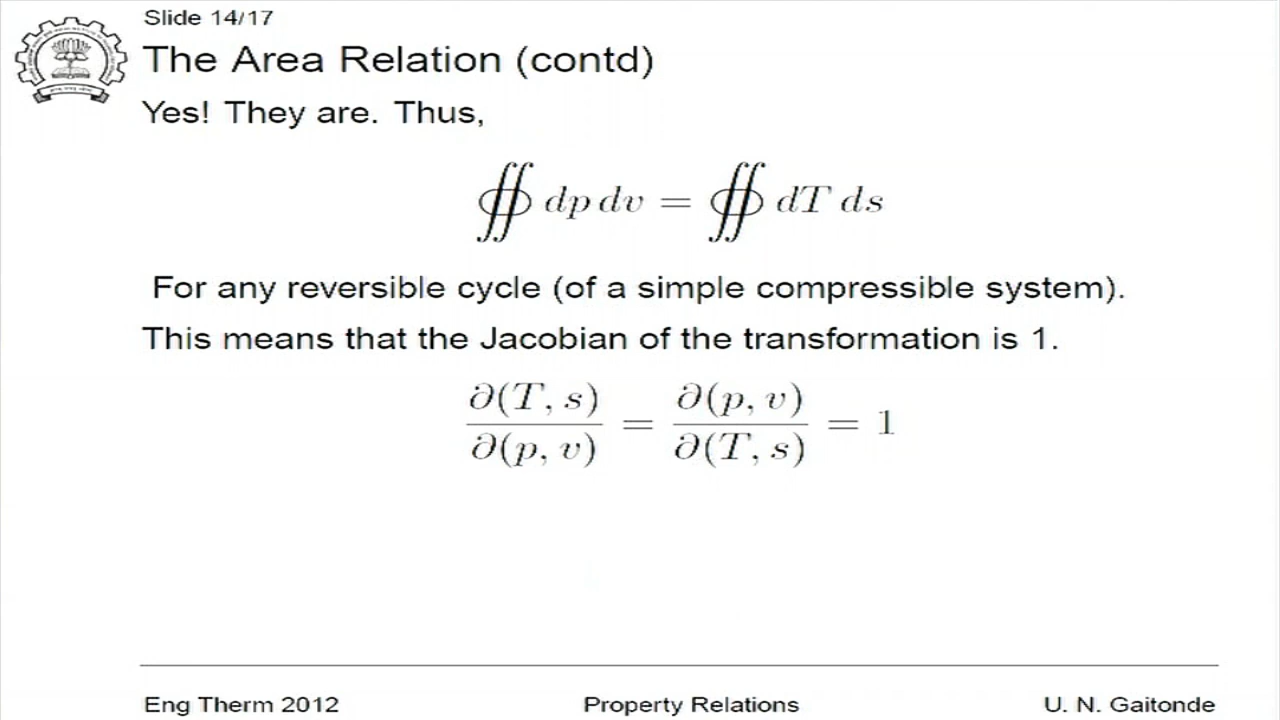 Slide 14/17
The Area Relation (contd)
Yes! They are. Thus,
∯ dp dv = ∯ dT ds
For any reversible cycle (of a simple compressible system).
This means that the Jacobian of the transformation is 1.
∂(T, s)/∂(p, v) = ∂(p, v)/∂(T, s) = 1
Eng Therm 2012 Property Relations U. N. Gaitonde